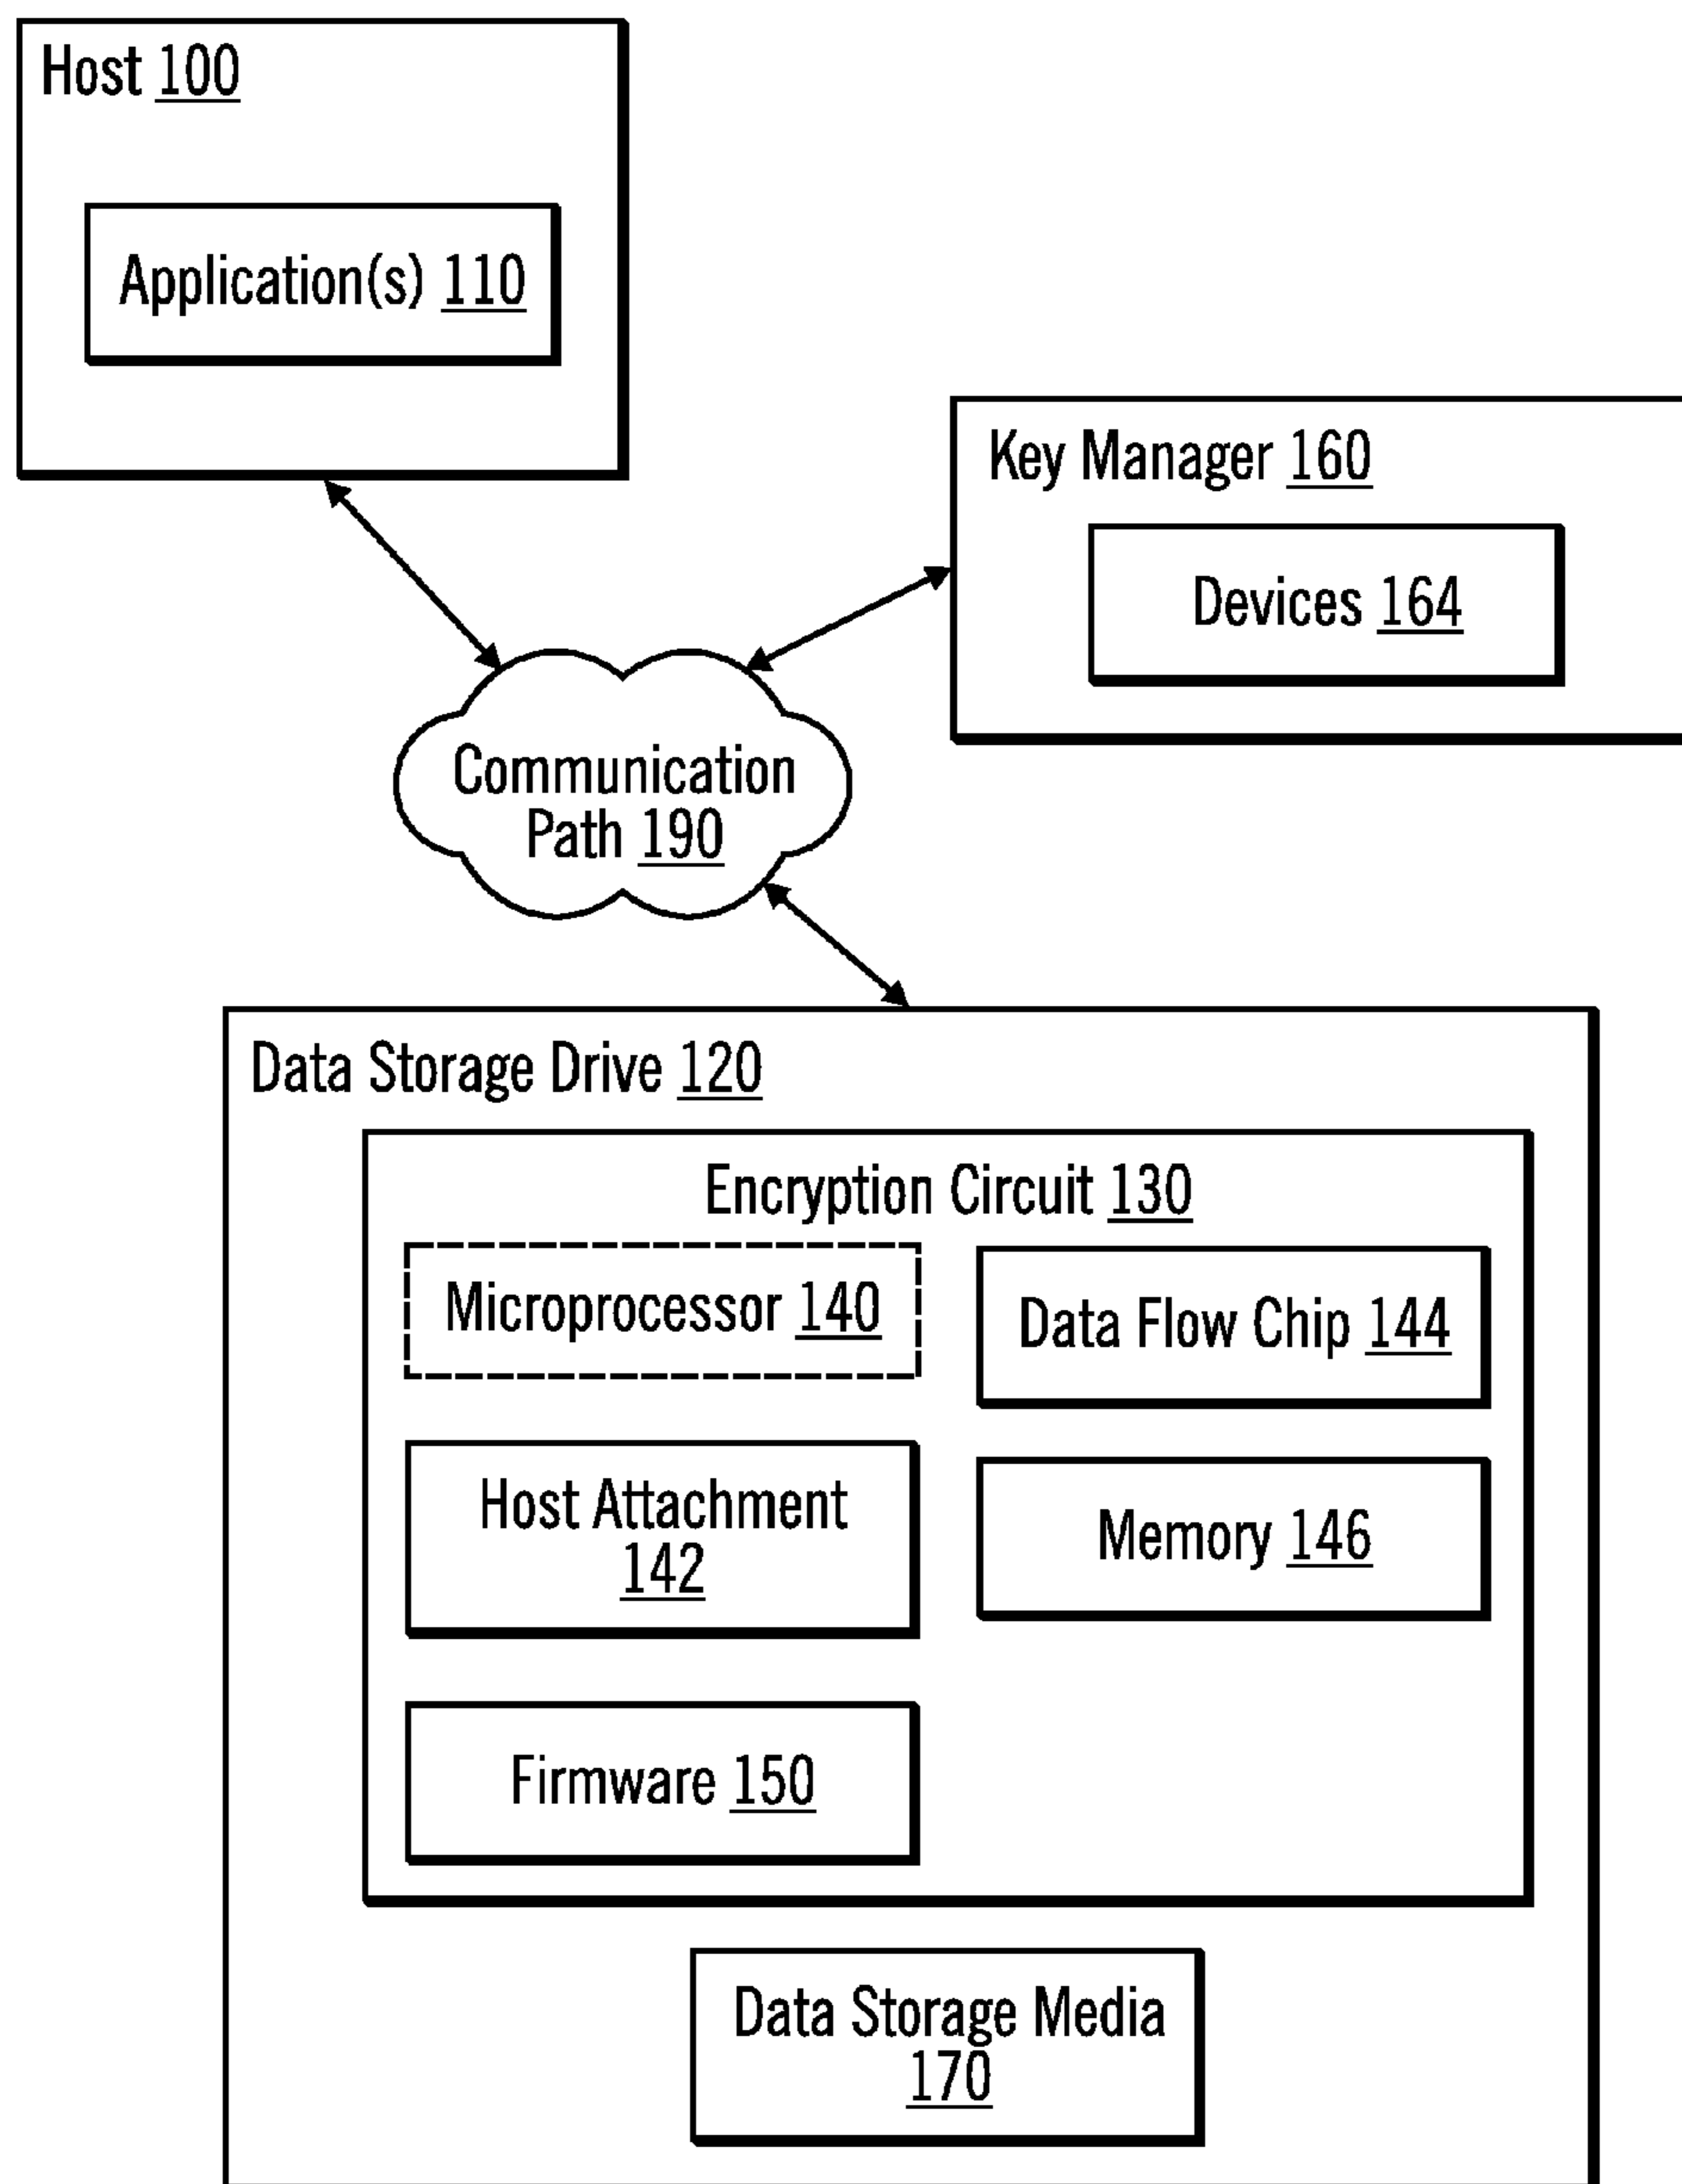 Host 100
Application(s) 110
Key Manager 160
Devices 164
Communication
Path 190
Data Storage Drive 120
Encryption Circuit 130
Microprocessor 140
Data Flow Chip 144
Host Attachment
142
Memory 146
Firmware 150
Data Storage Media
170